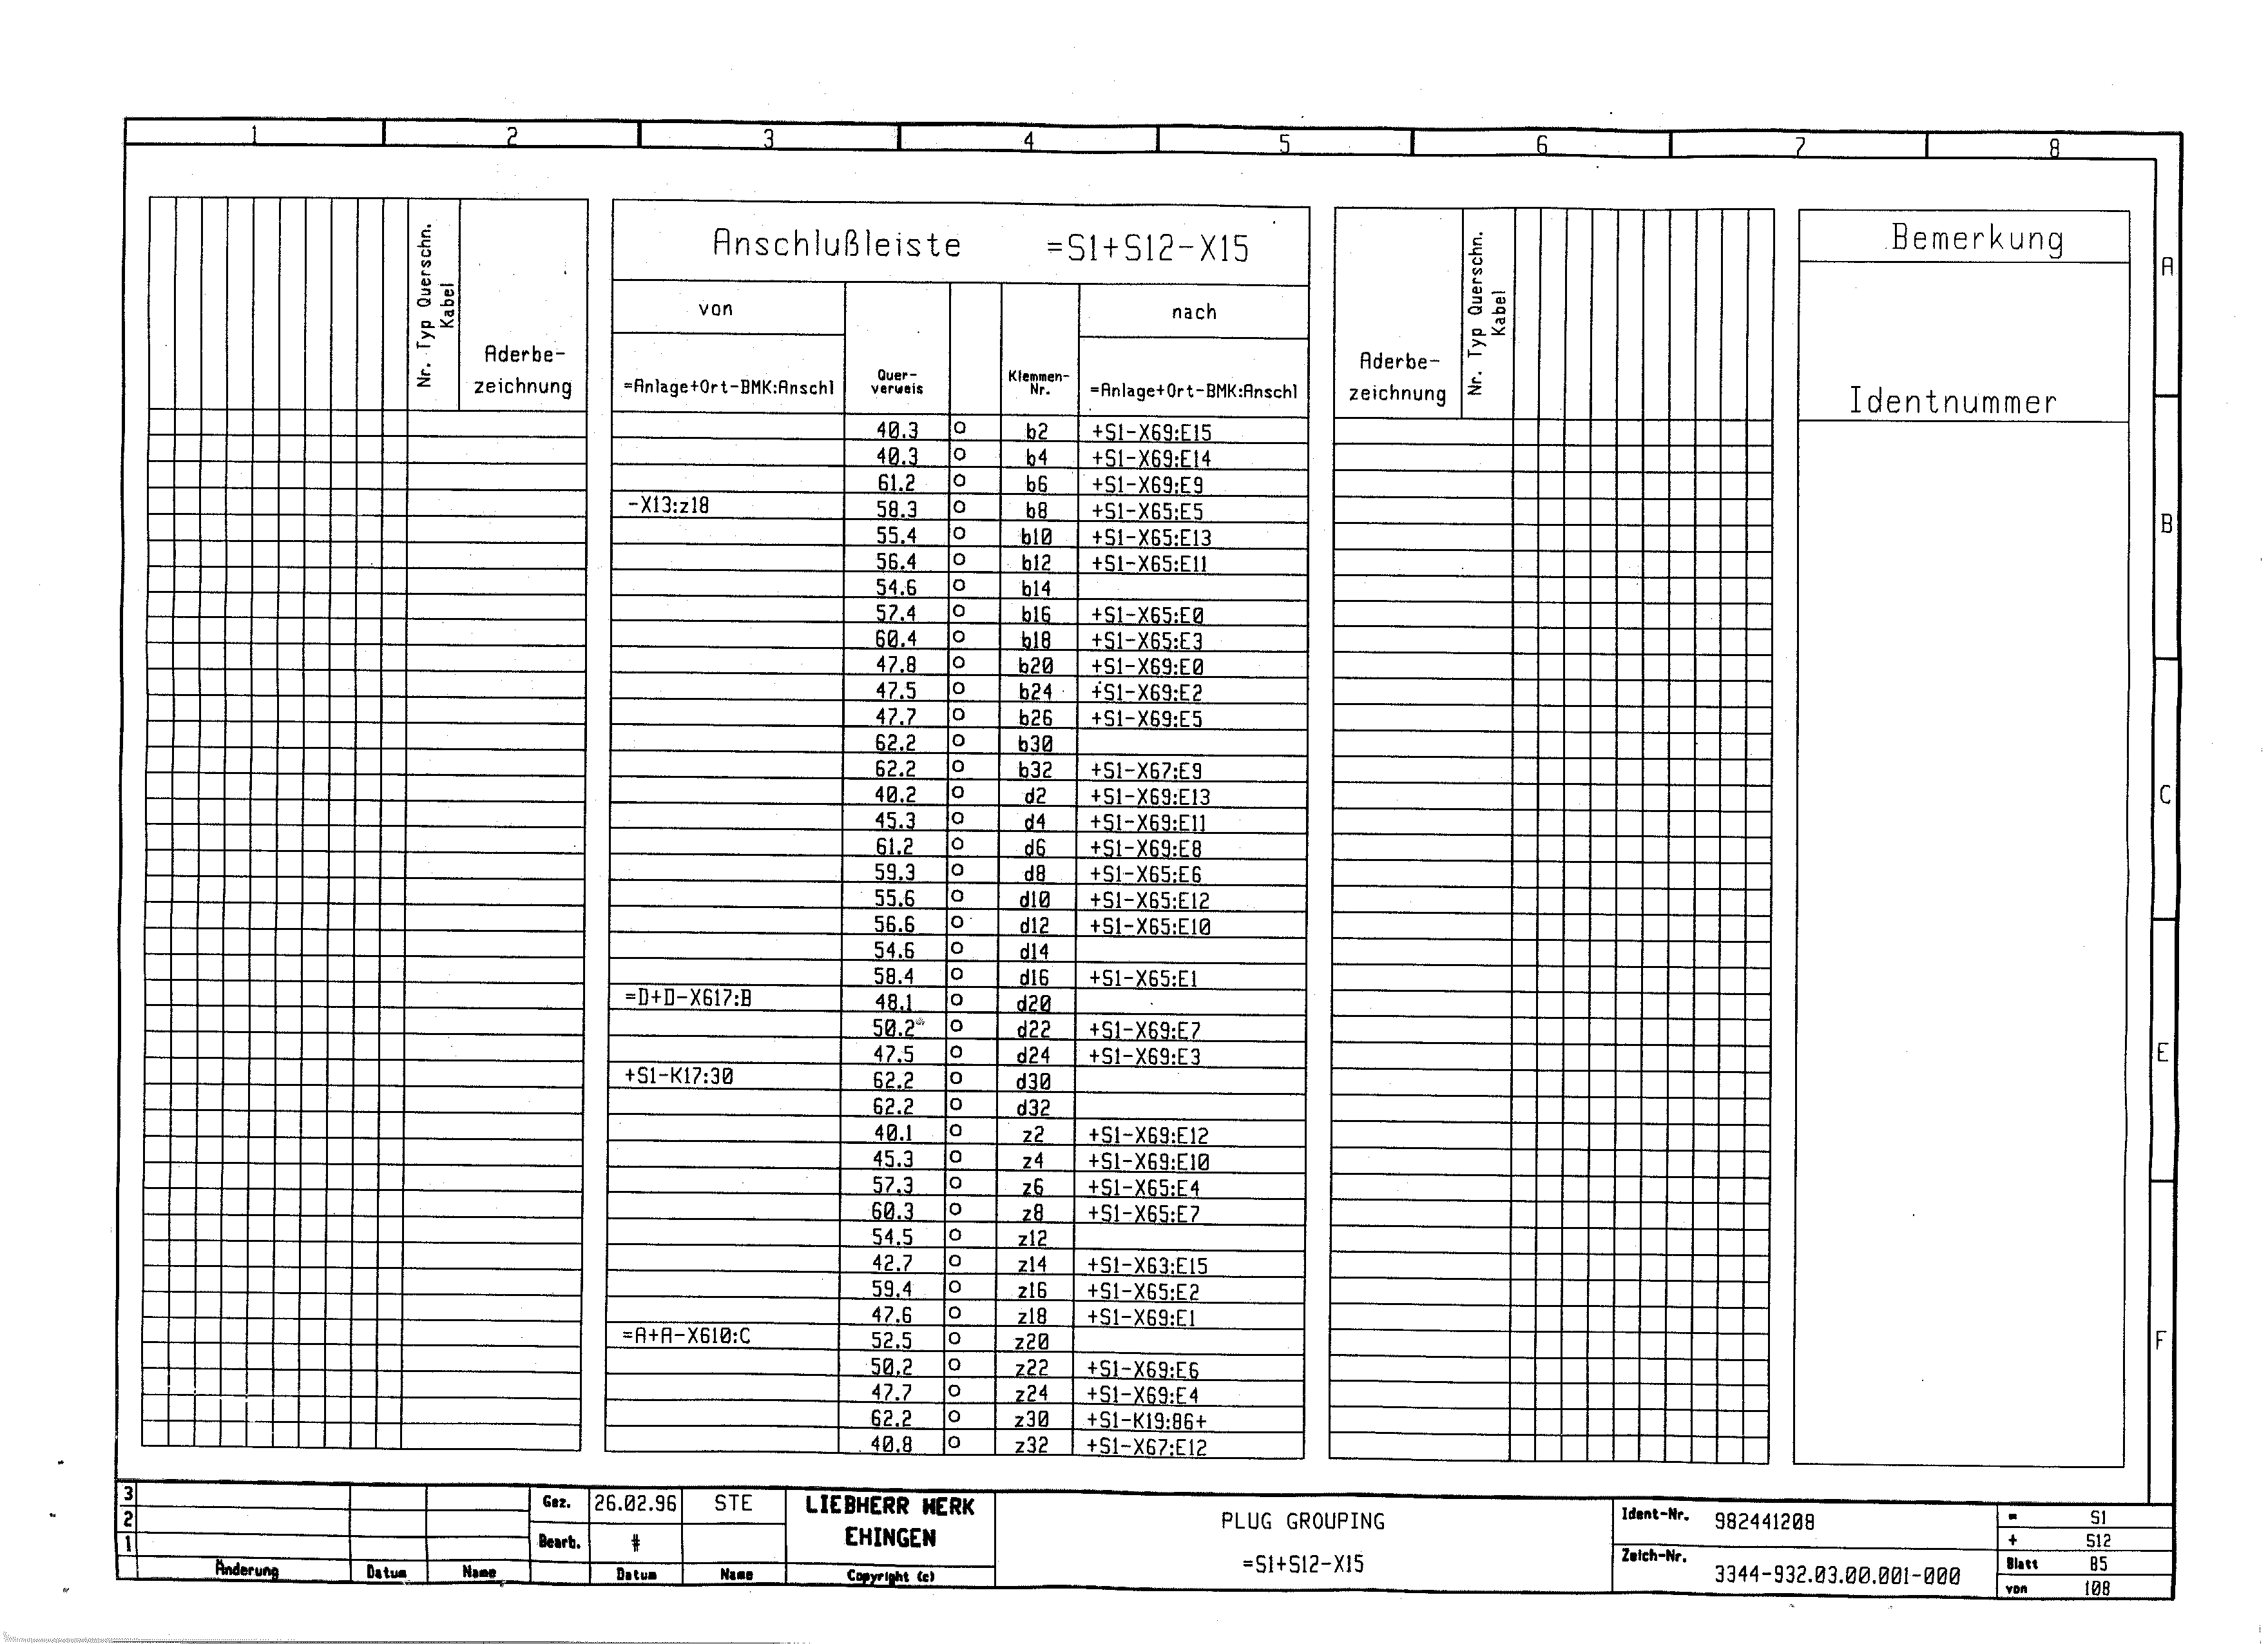 1 2 3 4 5 6 7 8
Anschlußleiste =S1+S12-X15
Bemerkung
Nr. Typ Querschn. Kabel
Aderbe-
zeichnung
von
=Anlage+Ort-BMK:Anschl
Quer-
verweis
Klemmen-
Nr.
nach
=Anlage+Ort-BMK:Anschl
Aderbe-
zeichnung
Nr. Typ Querschn. Kabel
Identnummer
A
B
C
E
F
40.3 O b2 +S1-X69:E15
40.3 O b4 +S1-X69:E14
61.2 O b6 +S1-X69:E9
-X13:z18 58.3 O b8 +S1-X65:E5
55.4 O b10 +S1-X65:E13
56.4 O b12 +S1-X65:E11
54.6 O b14
57.4 O b16 +S1-X65:E0
60.4 O b18 +S1-X65:E3
47.8 O b20 +S1-X69:E0
47.5 O b24 +S1-X69:E2
47.7 O b26 +S1-X69:E5
62.2 O b30
62.2 O b32 +S1-X67:E9
40.2 O d2 +S1-X69:E13
45.3 O d4 +S1-X69:E11
61.2 O d6 +S1-X69:E8
59.3 O d8 +S1-X65:E6
55.6 O d10 +S1-X65:E12
56.6 O d12 +S1-X65:E10
54.6 O d14
58.4 O d16 +S1-X65:E1
=D+D-X617:B 48.1 O d20
50.2 O d22 +S1-X69:E7
47.5 O d24 +S1-X69:E3
+S1-K17:30 62.2 O d30
62.2 O d32
40.1 O z2 +S1-X69:E12
45.3 O z4 +S1-X69:E10
57.3 O z6 +S1-X65:E4
60.3 O z8 +S1-X65:E7
54.5 O z12
42.7 O z14 +S1-X63:E15
59.4 O z16 +S1-X65:E2
47.6 O z18 +S1-X69:E1
=A+A-X610:C 52.5 O z20
50.2 O z22 +S1-X69:E6
47.7 O z24 +S1-X69:E4
62.2 O z30 +S1-K19:86+
40.8 O z32 +S1-X67:E12
3
2
1
Änderung Datum Name
Gez. 26.02.96 STE
Bearb. #
Datum Name
LIEBHERR WERK
EHINGEN
Copyright (c)
PLUG GROUPING
=S1+S12-X15
Ident-Nr. 982441208
Zeich-Nr. 3344-932.03.00.001-000
= S1
+ S12
Blatt 85
von 108